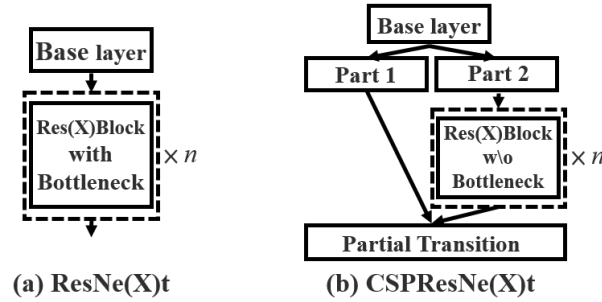 Base layer
Res(X)Block
with
Bottleneck
× n
(a) ResNe(X)t
Base layer
Part 1
Part 2
Res(X)Block
w\o
Bottleneck
× n
Partial Transition
(b) CSPResNe(X)t